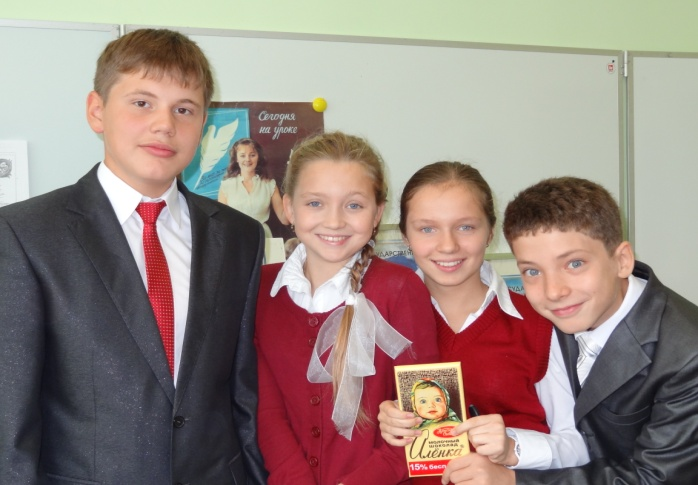 Сегодня
на уроке
МОЛОЧНЫЙ
ШОКОЛАД
Алёнка
15% бесп